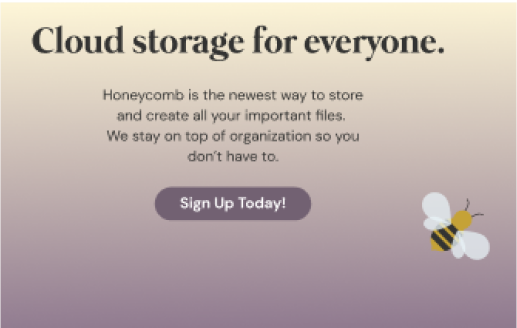 Cloud storage for everyone.
Honeycomb is the newest way to store
and create all your important files.
We stay on top of organization so you
don't have to.
Sign Up Today!